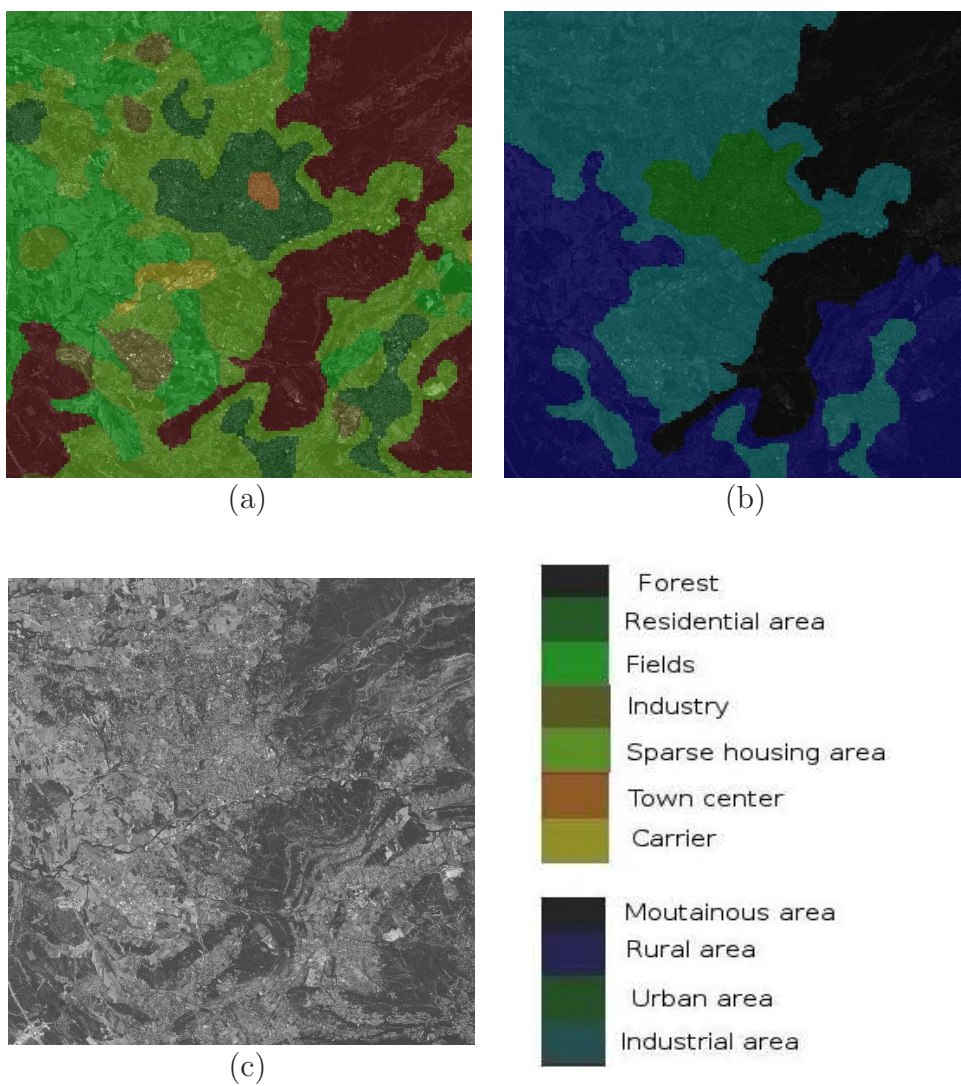 (a)
(b)
Forest
Residential area
Fields
Industry
Sparse housing area
Town center
Carrier
Moutainous area
Rural area
Urban area
Industrial area
(c)